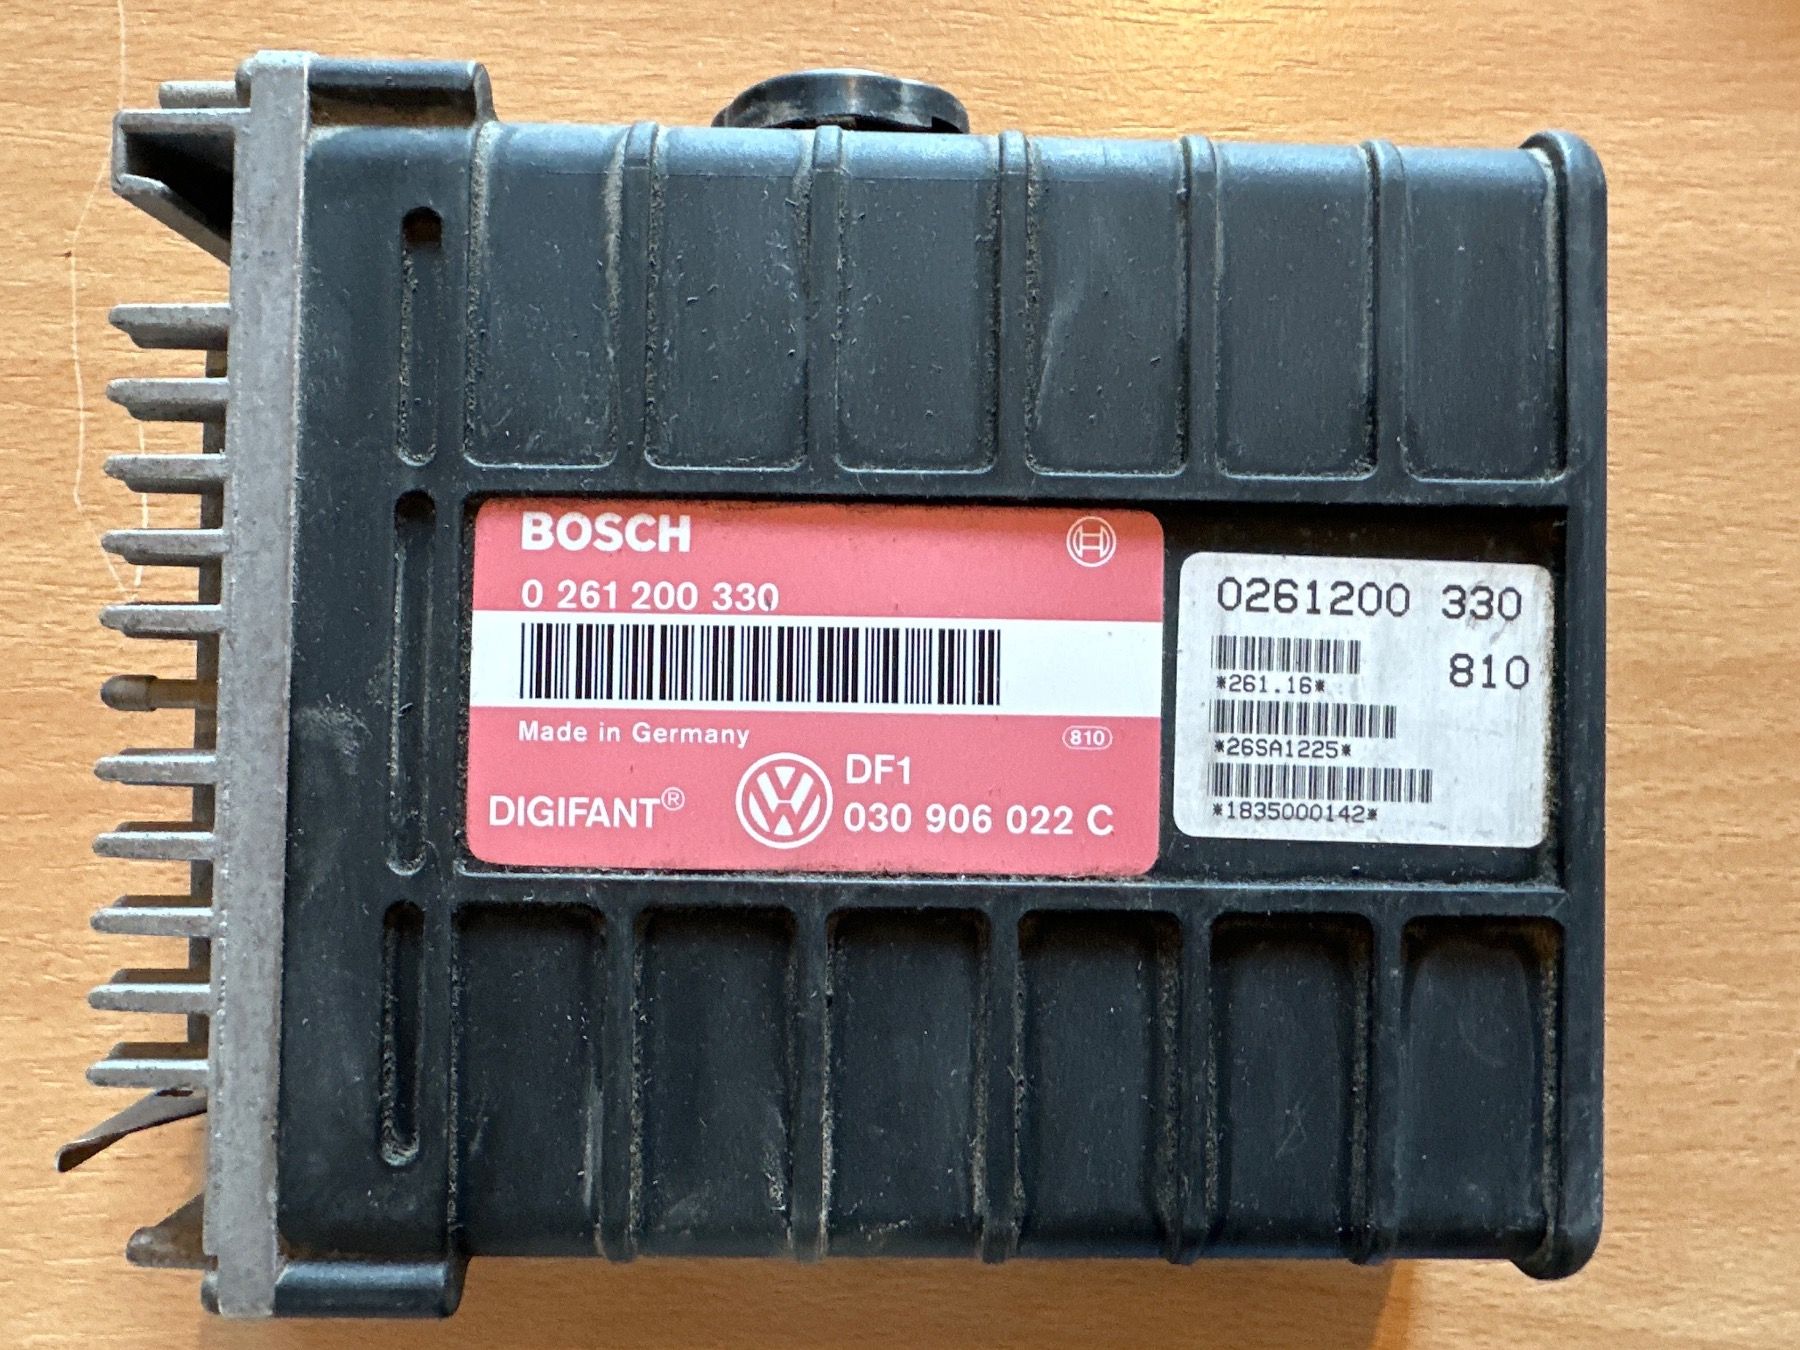 BOSCH
0 261 200 330
Made in Germany
810
DIGIFANT®
DF1
030 906 022 C
0261200 330
810
*261.16*
*26SA1225*
*1835000142*